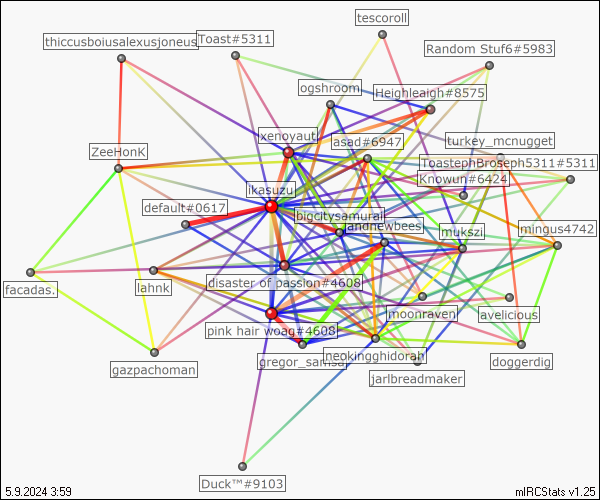 tescoroll
thiccusboiusalexusjoneus
Toast#5311
Random Stuf6#5983
ogshroom
Heighleaigh#8575
xenoyaut
asad#6947
turkey_mcnugget
ZeeHonK
ToastephBroseph5311#5311
Knowun#6424
ikasuzu
default#0617
bigcitysamurai
andnewbees
mukszi
mingus4742
facadas.
lahnk
disaster of passion#4608
moonraven
lavelicious
pink hair woag#4608
gregor_samsa
neokingghidorah
doggerdig
gazpachoman
jarlbreadmaker
Duck™#9103
5.9.2024 3:59
mIRCStats v1.25